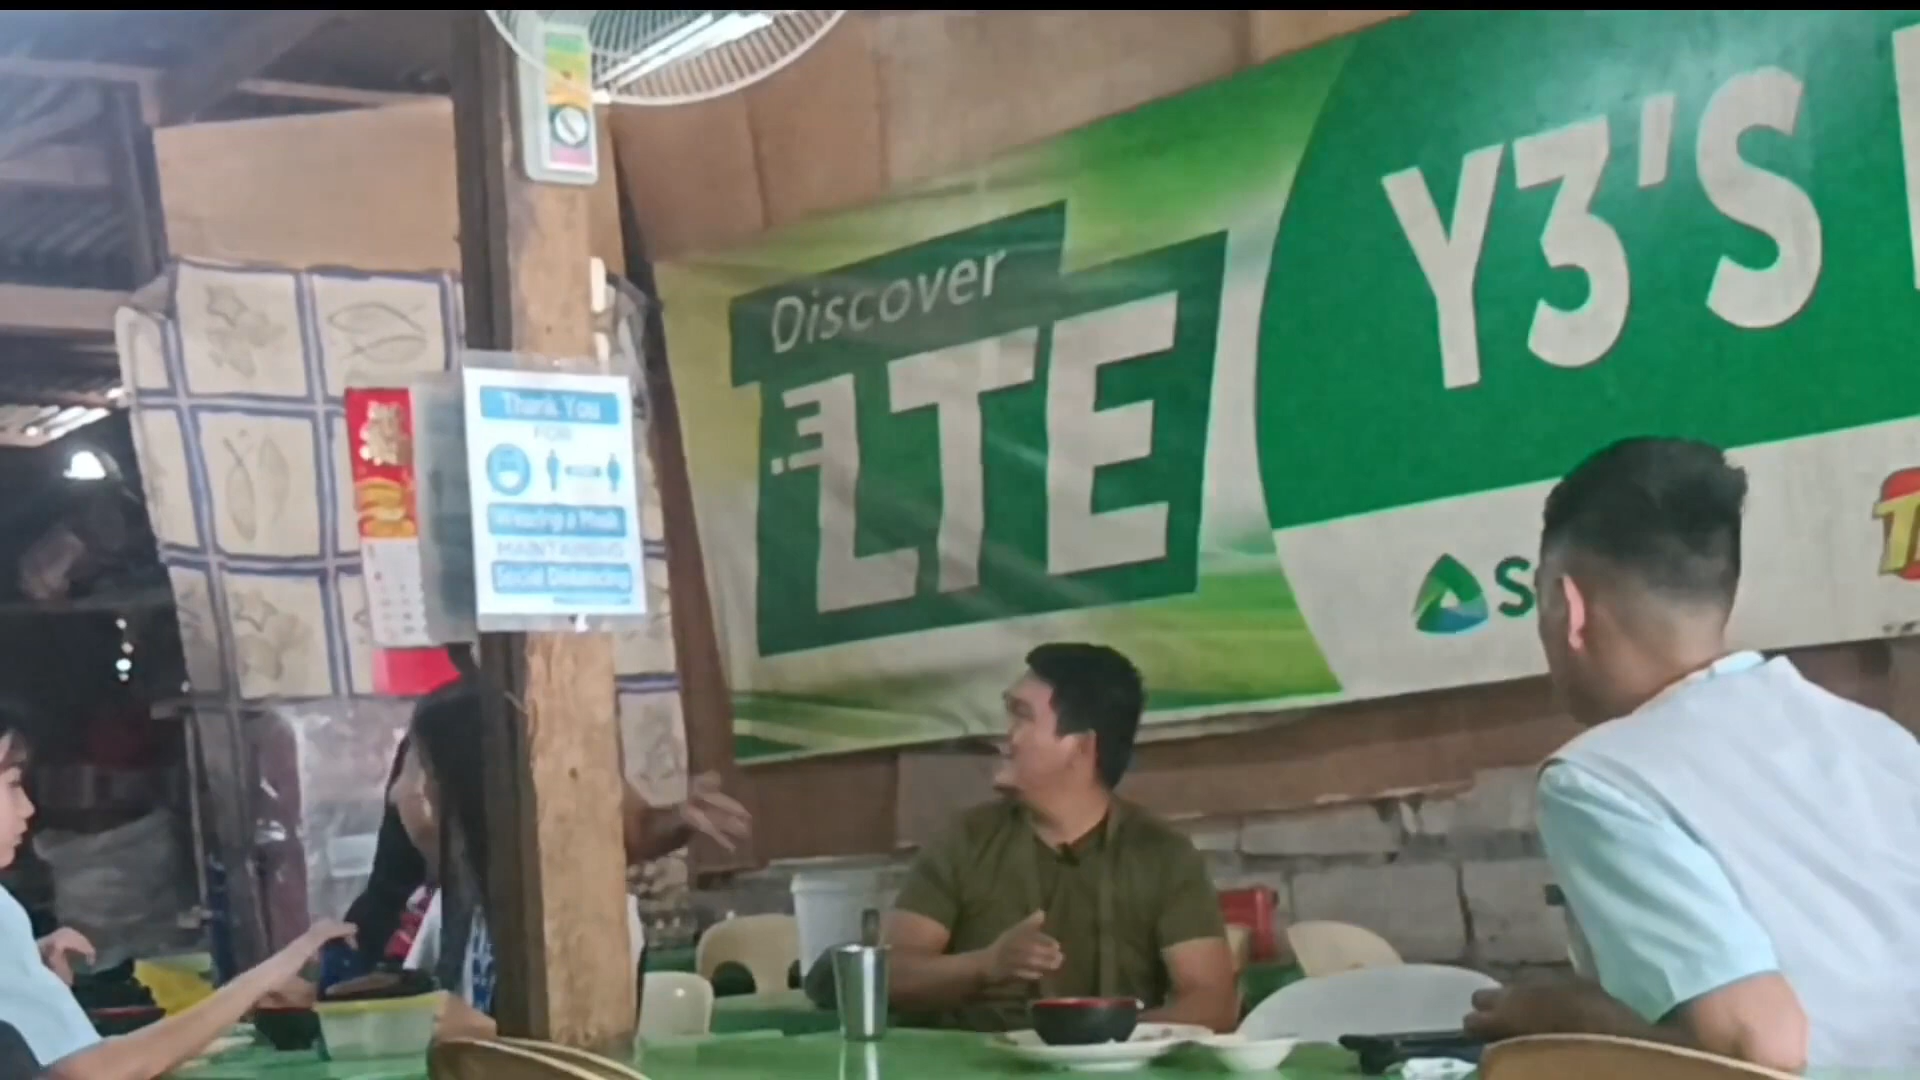 Discover
LTE
Y3'S
S
Thank You
FOR
Wearing a Mask
MAINTAINING
Social Distancing